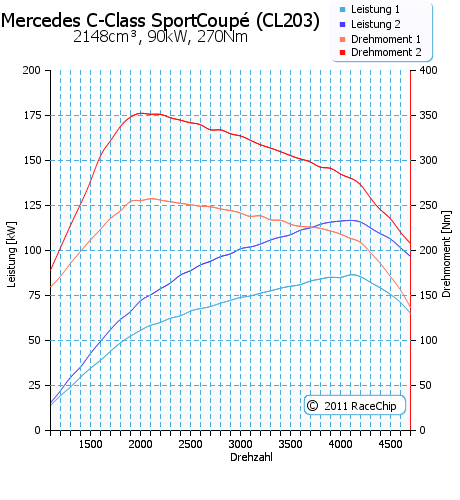 Mercedes C-Class SportCoupé (CL203)
2148cm³, 90kW, 270Nm
Leistung 1
Leistung 2
Drehmoment 1
Drehmoment 2
200
175
150
125
100
75
50
25
0
Leistung [kW]
400
350
300
250
200
150
100
50
0
Drehmoment [Nm]
© 2011 RaceChip
1500 2000 2500 3000 3500 4000 4500
Drehzahl